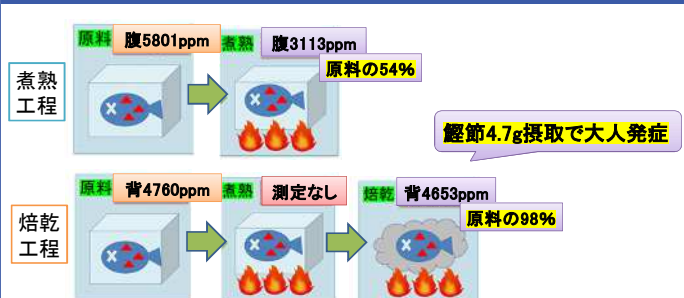 原料 腹5801ppm 煮熟 腹3113ppm
原料の54%
煮熟
工程
鰹節4.7g摂取で大人発症
原料 背4760ppm 煮熟 測定なし 焙乾 背4653ppm
原料の98%
焙乾
工程